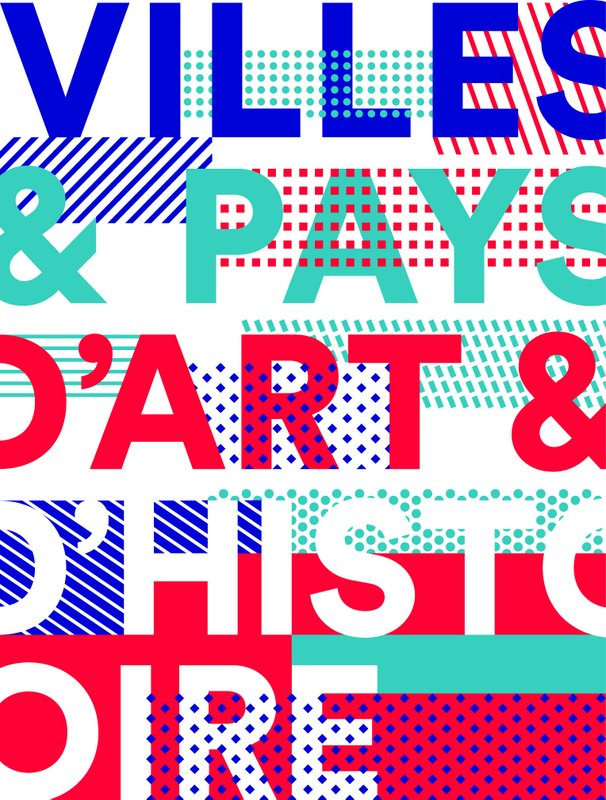 VILLES
& PAYS
D’ART &
D’HISTO
OIRE